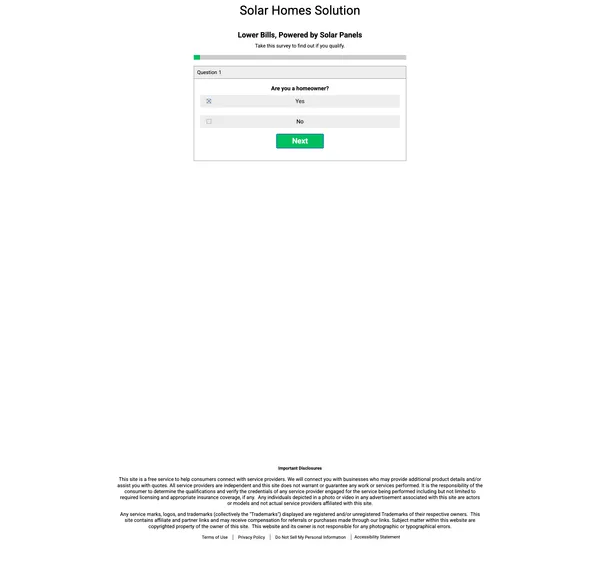 Solar Homes Solution
Lower Bills, Powered by Solar Panels
Take this survey to find out if you qualify.
Question 1
Are you a homeowner?
Yes
No
Next
Important Disclosures
This site is a free service to help consumers connect with service providers. We will connect you with businesses who may provide additional product details and/or
assist you with quotes. All service providers are independent and this site does not warrant or guarantee any work or services performed. It is the responsibility of the
consumer to determine the qualifications and verify the credentials of any service provider engaged for the service being performed including but not limited to
required licensing and appropriate insurance coverage, if any. Any individuals depicted in a photo or video in any advertisement associated with this site are actors
or models and not actual service providers affiliated with this site.
Any service marks, logos, and trademarks (collectively the "Trademarks") displayed are registered and/or unregistered Trademarks of their respective owners. This
site contains affiliate and partner links and may receive compensation for referrals or purchases made through our links. Subject matter within this website are
copyrighted property of the owner of this site. This website and its owner is not responsible for any photographic or typographical errors.
Terms of Use | Privacy Policy | Do Not Sell My Personal Information | Accessibility Statement